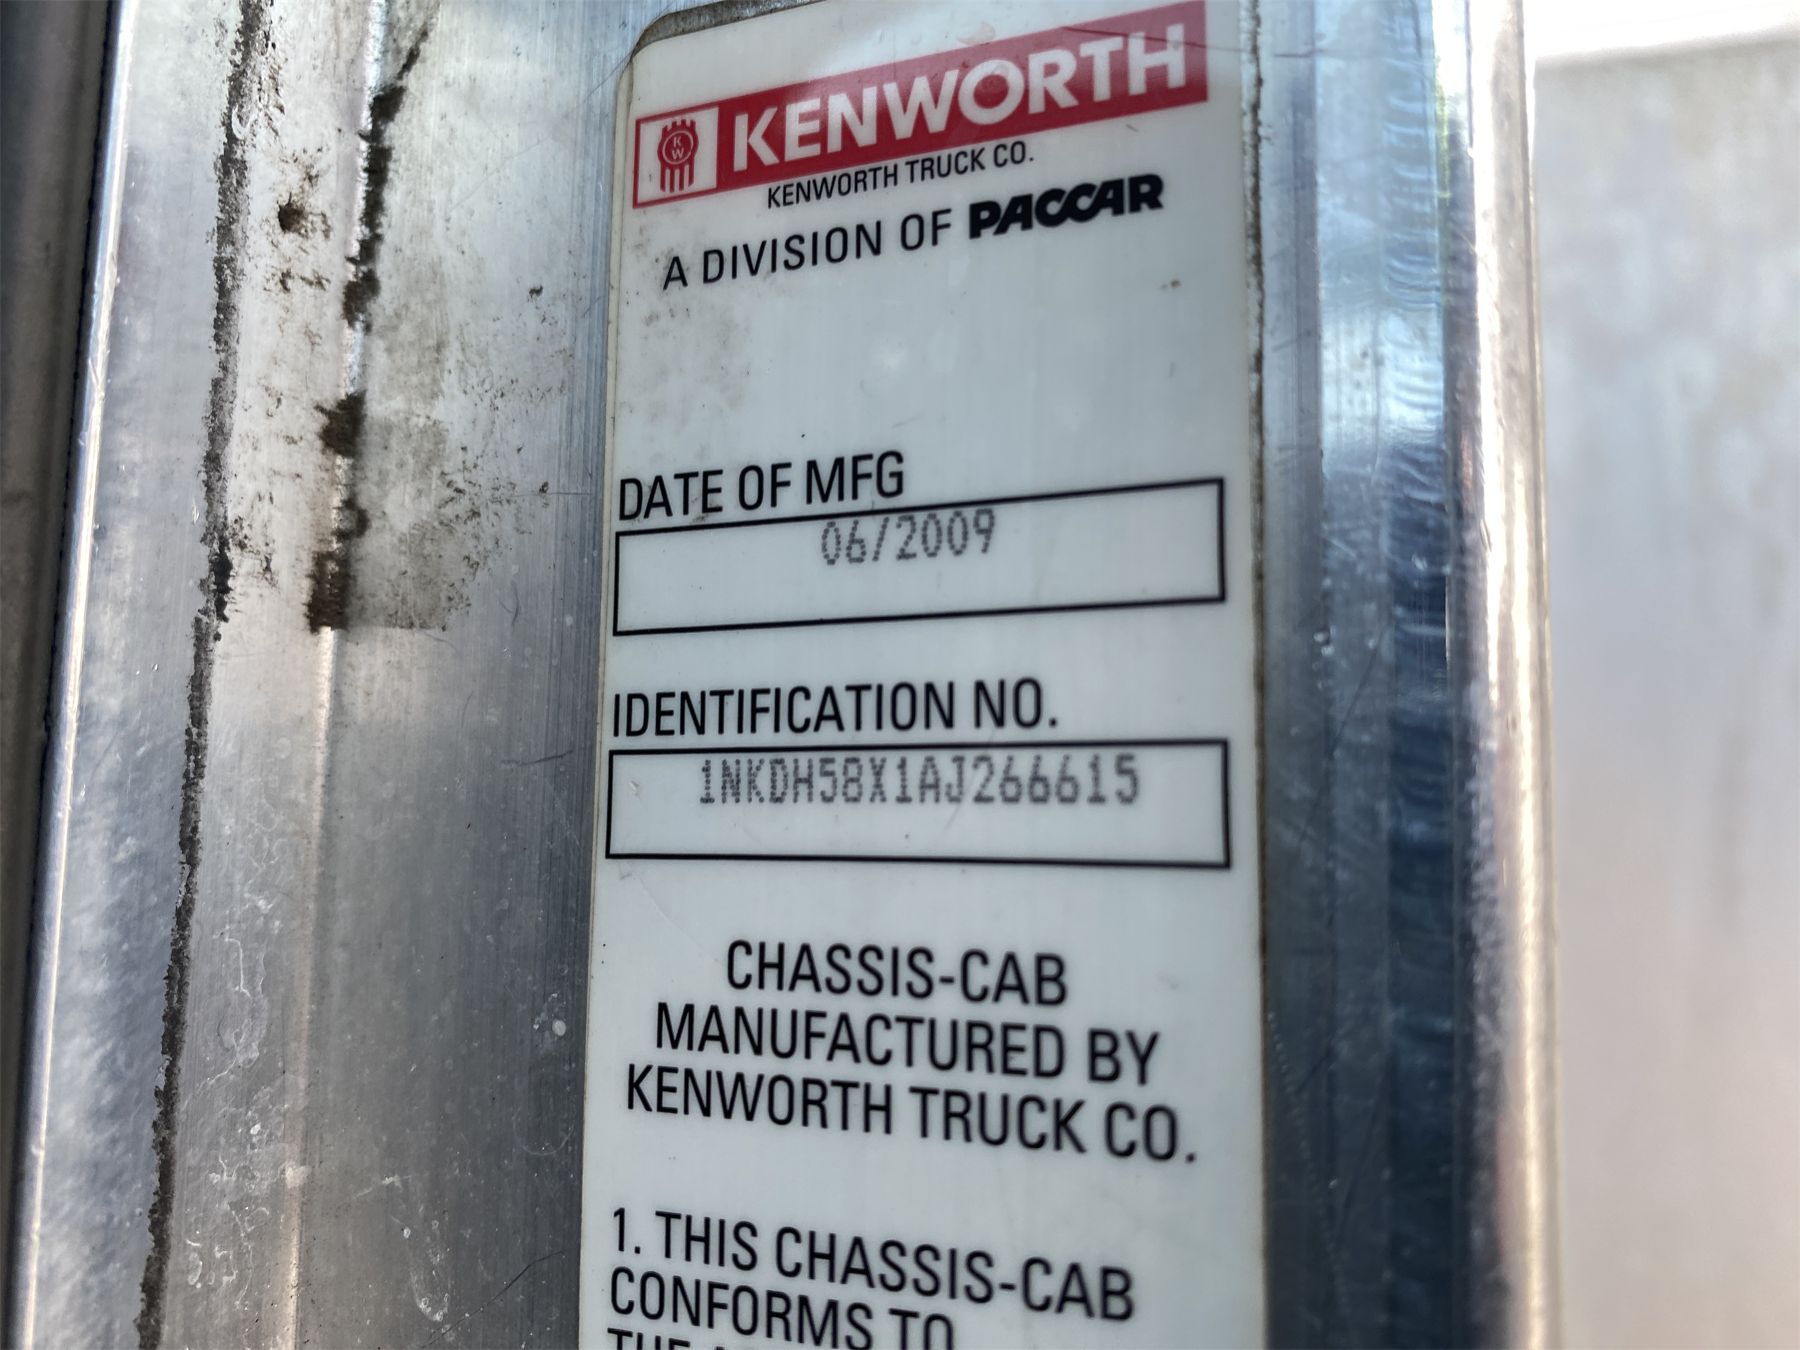 KW KENWORTH
KENWORTH TRUCK CO.
A DIVISION OF PACCAR
DATE OF MFG
06/2009
IDENTIFICATION NO.
1NKDH58X1AJ266615
CHASSIS-CAB
MANUFACTURED BY
KENWORTH TRUCK CO.
1. THIS CHASSIS-CAB
CONFORMS TO